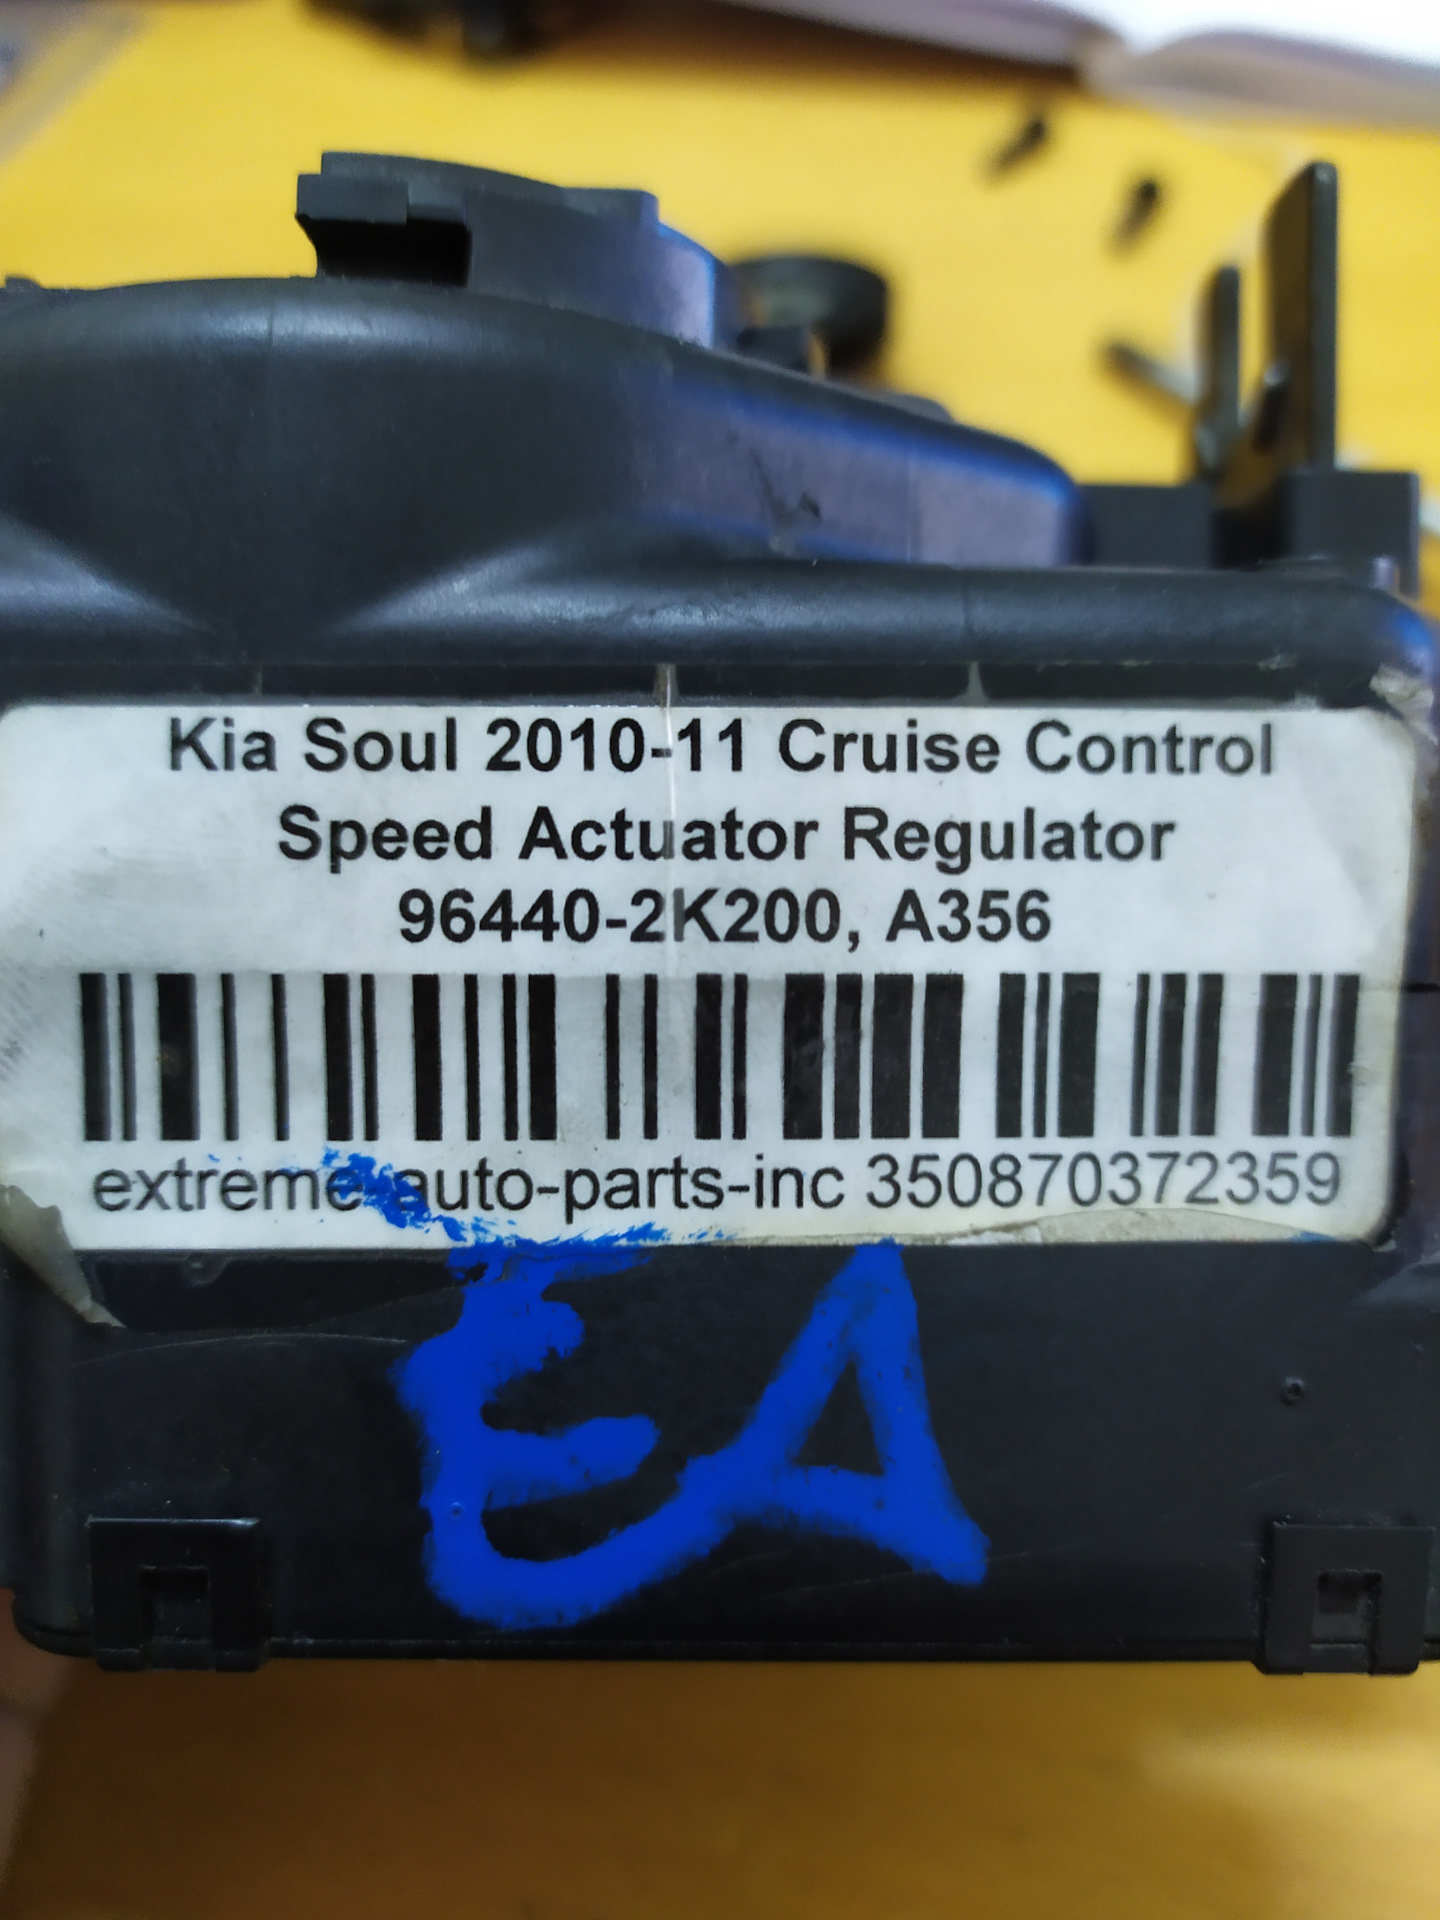 Kia Soul 2010-11 Cruise Control
Speed Actuator Regulator
96440-2K200, A356
extreme-auto-parts-inc 350870372359
EA